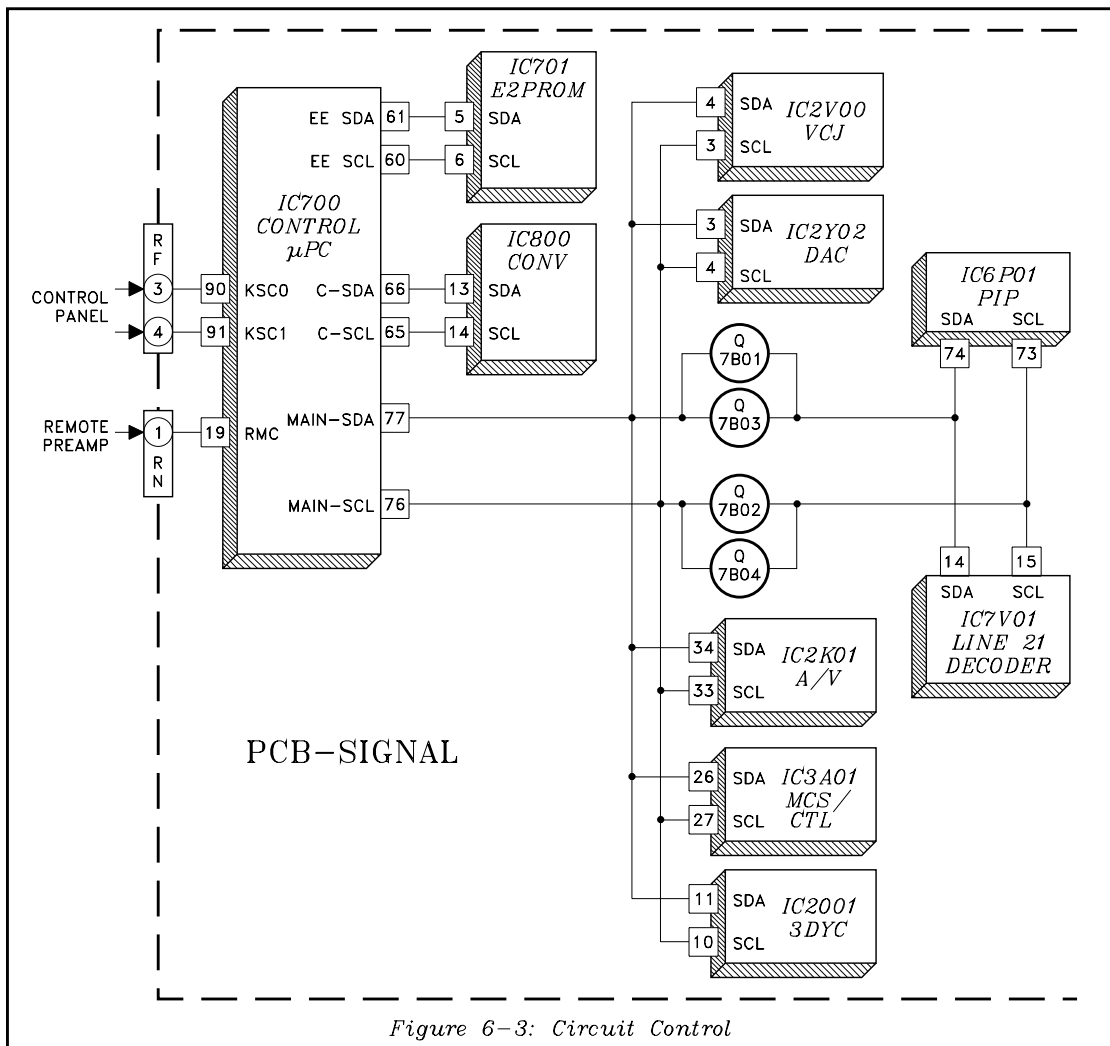 IC701
E2PROM
5 SDA
6 SCL
EE SDA 61
EE SCL 60
IC700
CONTROL
μPC
IC800
CONV
13 SDA
14 SCL
C-SDA 66
C-SCL 65
RF
3
4
CONTROL
PANEL
90 KSC0
91 KSC1
MAIN-SDA 77
REMOTE
PREAMP
1
RN
19 RMC
MAIN-SCL 76
4 SDA
3 SCL
IC2V00
VCJ
3 SDA
4 SCL
IC2Y02
DAC
Q
7B01
Q
7B03
Q
7B02
Q
7B04
IC6P01
PIP
SDA SCL
74 73
14 15
SDA SCL
IC7V01
LINE 21
DECODER
34 SDA
33 SCL
IC2K01
A/V
26 SDA
27 SCL
IC3A01
MCS/
CTL
11 SDA
10 SCL
IC2001
3DYC
PCB-SIGNAL
Figure 6-3: Circuit Control